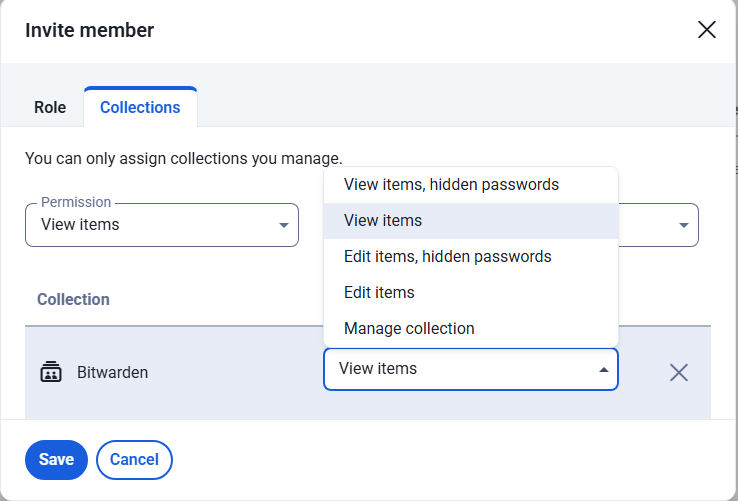 Invite member
Role
Collections
You can only assign collections you manage.
Permission
View items
View items, hidden passwords
View items
Edit items, hidden passwords
Edit items
Manage collection
Collection
Bitwarden
View items
Save
Cancel